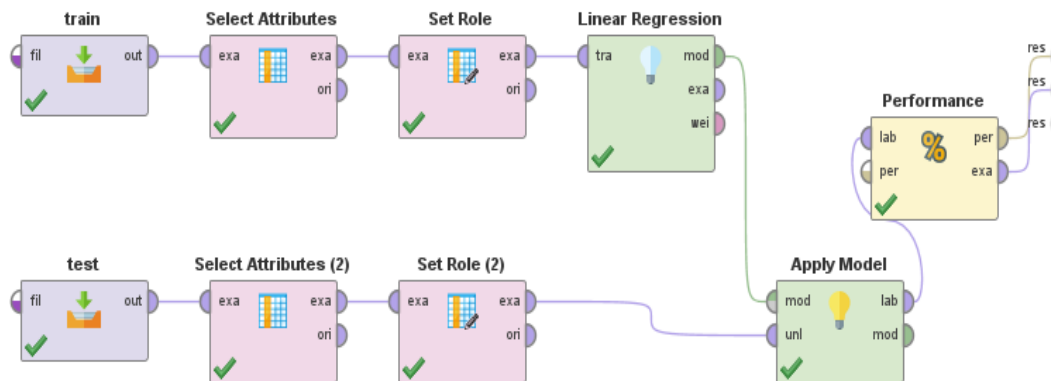 train
Select Attributes
Set Role
Linear Regression
fil
out
exa
exa
ori
exa
exa
ori
tra
mod
exa
wei
res
res
res
Performance
lab
per
per
exa
test
Select Attributes (2)
Set Role (2)
Apply Model
fil
out
exa
exa
ori
exa
exa
ori
mod
lab
unl
mod